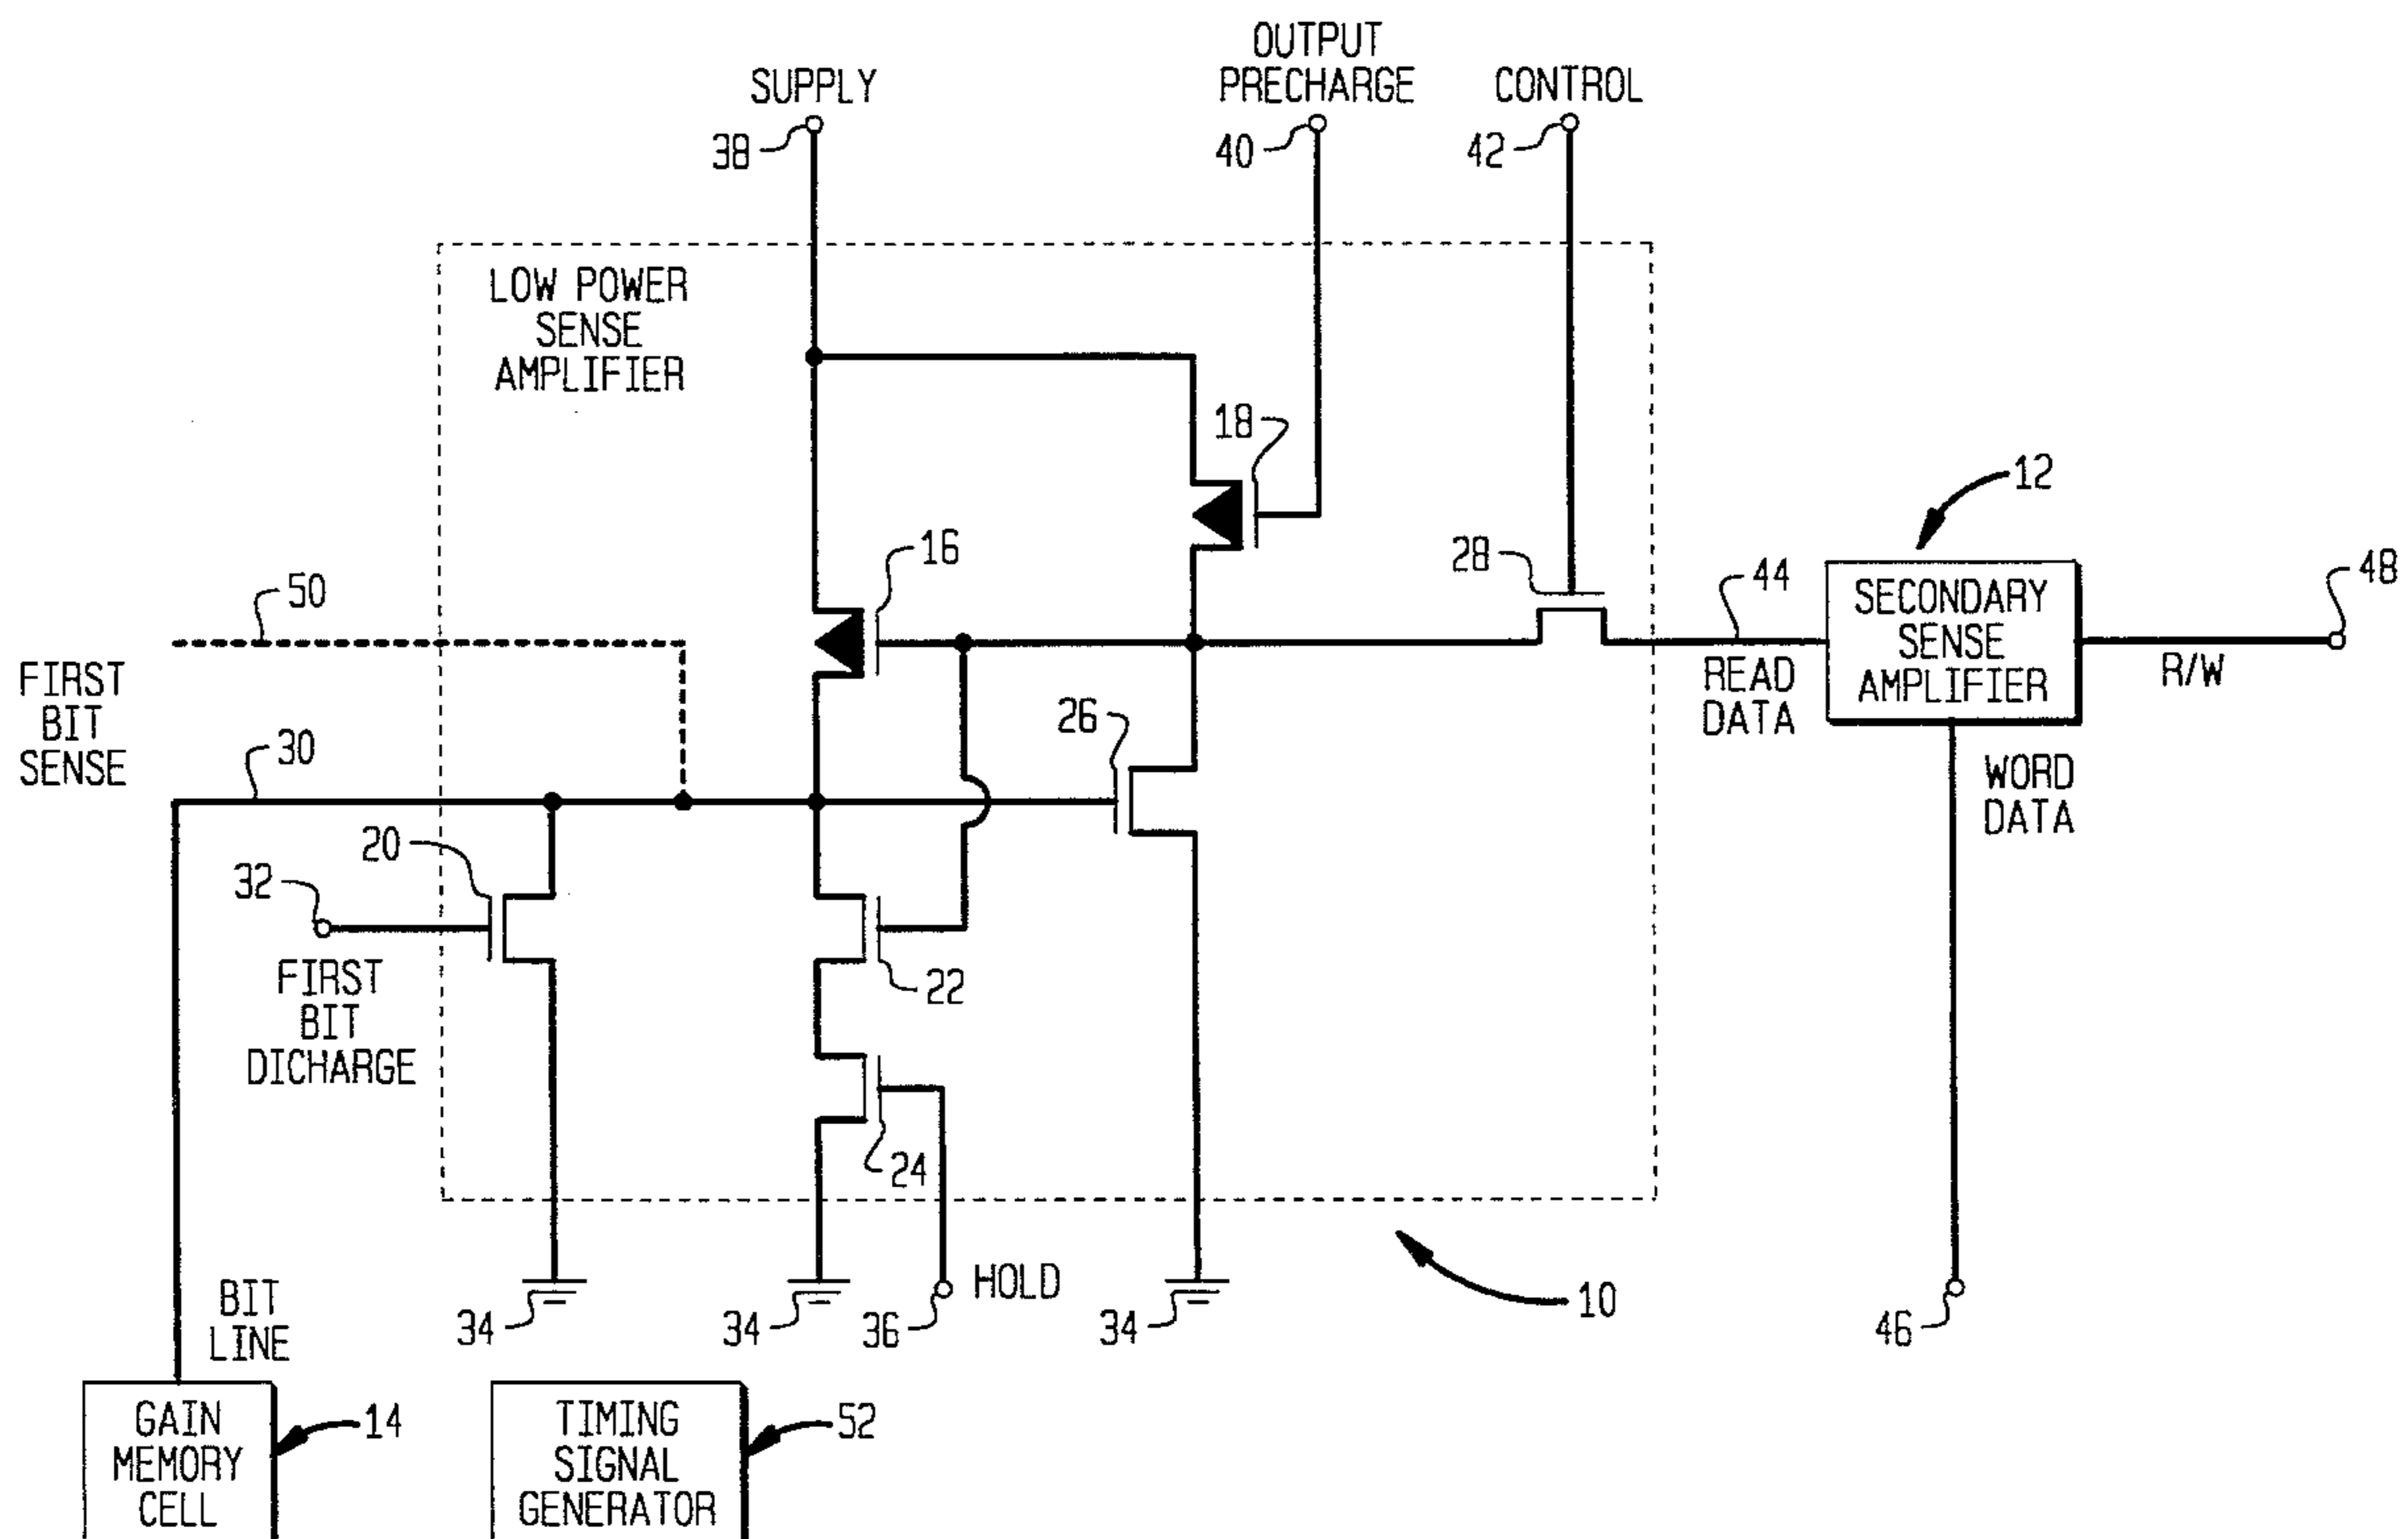 OUTPUT
PRECHARGE
SUPPLY
CONTROL
38
40
42
LOW POWER
SENSE
AMPLIFIER
18
12
16
28
44
48
50
SECONDARY
SENSE
AMPLIFIER
R/W
FIRST
BIT
SENSE
READ
DATA
26
30
WORD
DATA
20
32
FIRST
BIT
DICHARGE
22
24
HOLD
10
BIT
LINE
34
34
36
34
46
GAIN
MEMORY
CELL
14
TIMING
SIGNAL
GENERATOR
52